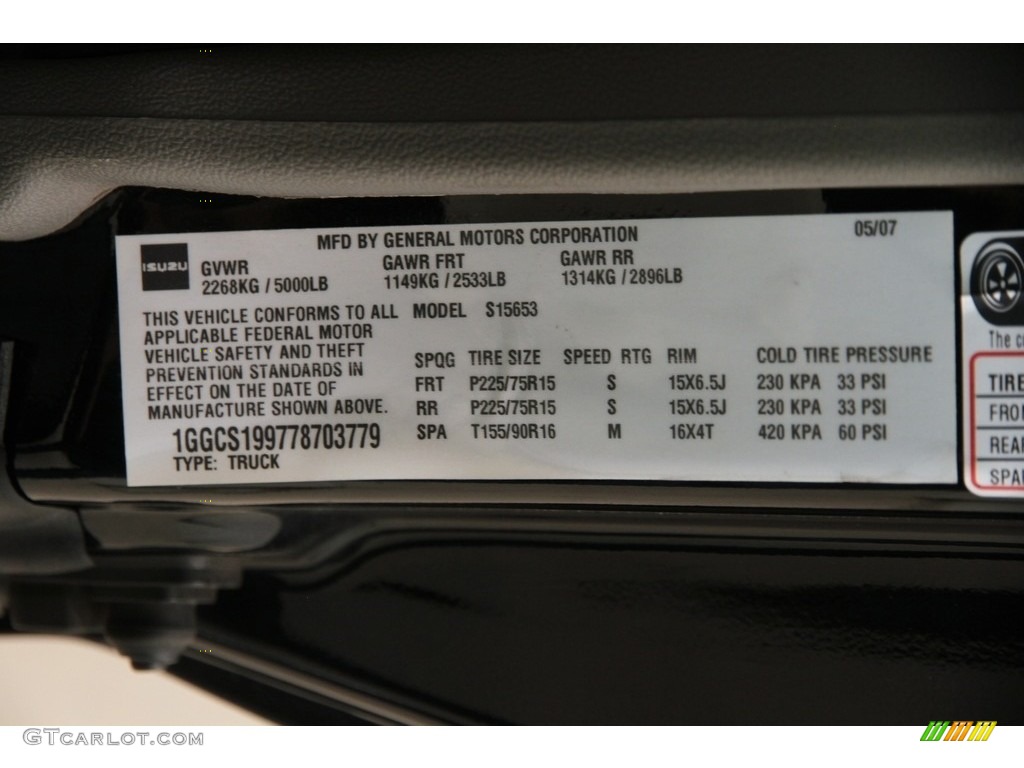 MFD BY GENERAL MOTORS CORPORATION 05/07
ISUZU
GVWR GAWR FRT GAWR RR
2268KG / 5000LB 1149KG / 2533LB 1314KG / 2896LB
THIS VEHICLE CONFORMS TO ALL
APPLICABLE FEDERAL MOTOR
VEHICLE SAFETY AND THEFT
PREVENTION STANDARDS IN
EFFECT ON THE DATE OF
MANUFACTURE SHOWN ABOVE.
1GGCS199778703779
TYPE: TRUCK
MODEL S15653
SPQG TIRE SIZE SPEED RTG RIM COLD TIRE PRESSURE
FRT P225/75R15 S 15X6.5J 230 KPA 33 PSI
RR P225/75R15 S 15X6.5J 230 KPA 33 PSI
SPA T155/90R16 M 16X4T 420 KPA 60 PSI
The
TIRE
GTCARLOT.COM